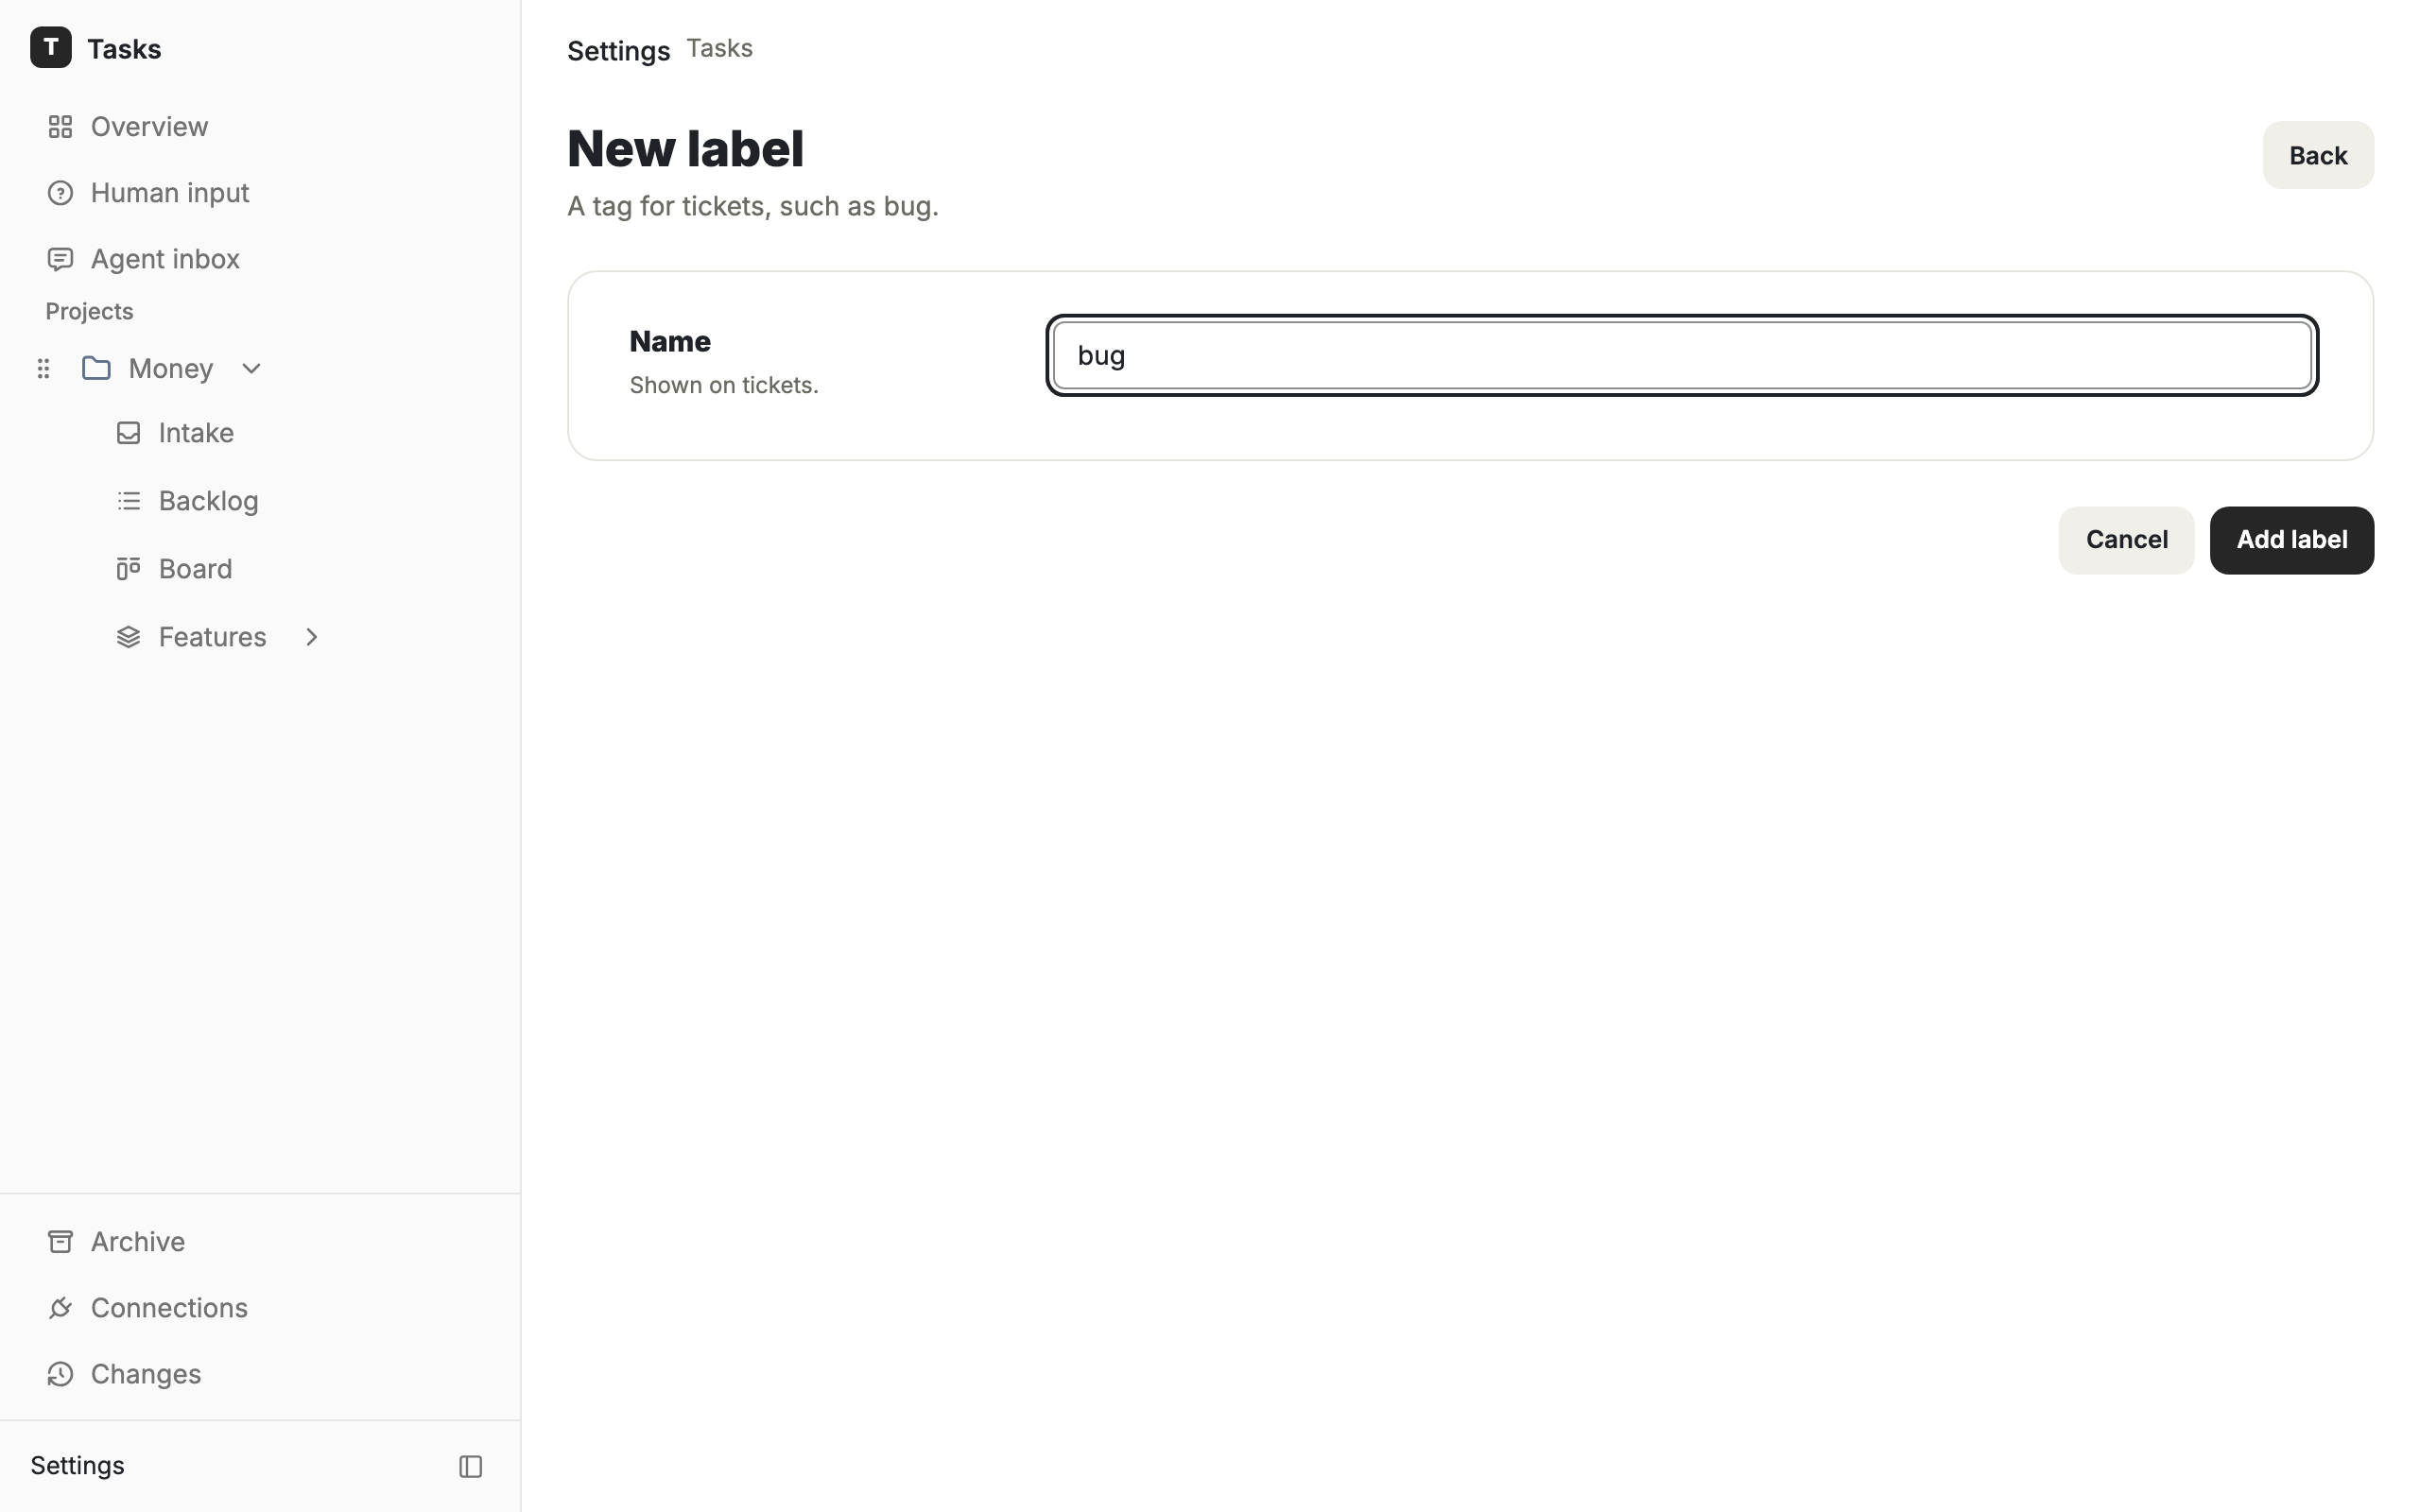 T Tasks
Overview
Human input
Agent inbox
Projects
Money
Intake
Backlog
Board
Features
Archive
Connections
Changes
Settings
Settings Tasks
New label
Back
A tag for tickets, such as bug.
Name
bug
Shown on tickets.
Cancel
Add label